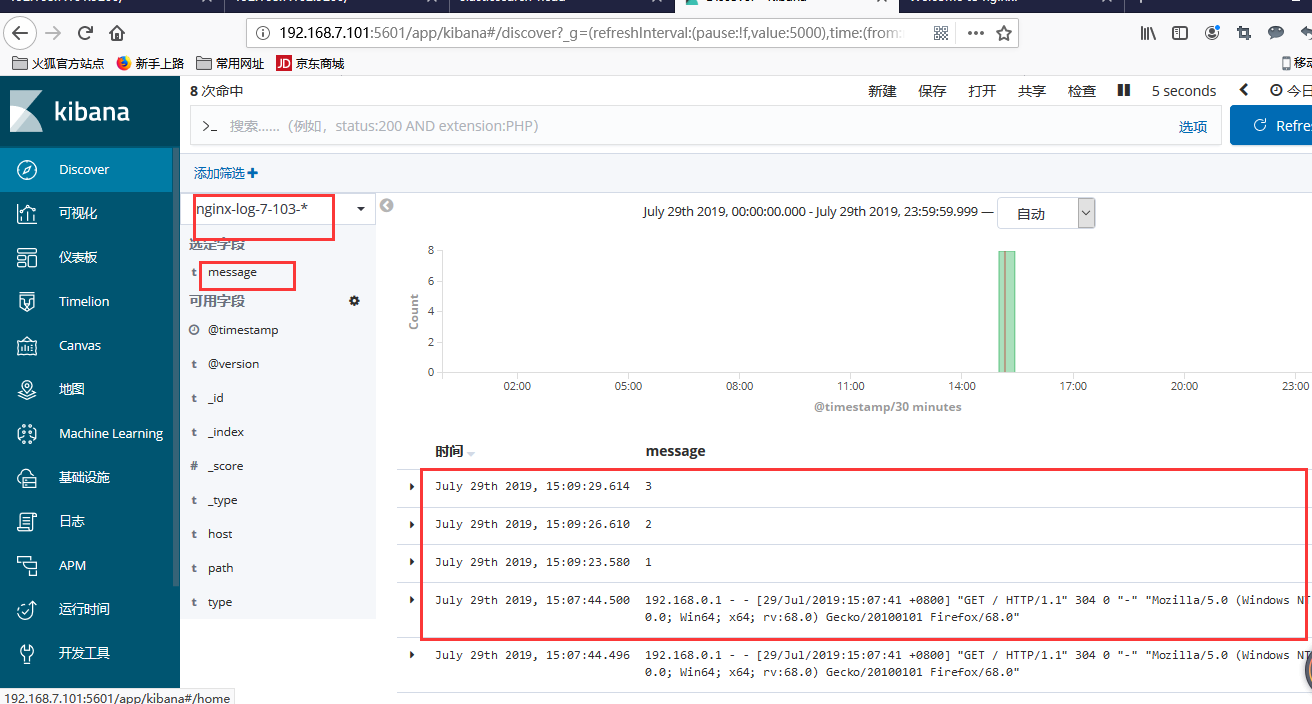 192.168.7.101:5601/app/kibana#/discover?_g=(refreshInterval:(pause:!f,value:5000),time:(from:
火狐官方站点 新手上路 常用网址 JD 京东商城 移动
kibana
Discover
可视化
仪表板
Timelion
Canvas
地图
Machine Learning
基础设施
日志
APM
运行时间
开发工具
192.168.7.101:5601/app/kibana#/home
8 次命中 新建 保存 打开 共享 检查 5 seconds 今日
>_ 搜索……（例如，status:200 AND extension:PHP） 选项 Refre
添加筛选
nginx-log-7-103-*
选定字段
t message
可用字段
@timestamp
t @version
t _id
t _index
# _score
t _type
t host
t path
t type
July 29th 2019, 00:00:00.000 - July 29th 2019, 23:59:59.999 — 自动
8
6
4
2
0
Count
02:00 05:00 08:00 11:00 14:00 17:00 20:00 23:00
@timestamp/30 minutes
时间 message
July 29th 2019, 15:09:29.614 3
July 29th 2019, 15:09:26.610 2
July 29th 2019, 15:09:23.580 1
July 29th 2019, 15:07:44.500 192.168.0.1 - - [29/Jul/2019:15:07:41 +0800] "GET / HTTP/1.1" 304 0 "-" "Mozilla/5.0 (Windows NT
0.0; Win64; x64; rv:68.0) Gecko/20100101 Firefox/68.0"
July 29th 2019, 15:07:44.496 192.168.0.1 - - [29/Jul/2019:15:07:41 +0800] "GET / HTTP/1.1" 304 0 "-" "Mozilla/5.0 (Windows NT
0.0; Win64; x64; rv:68.0) Gecko/20100101 Firefox/68.0"